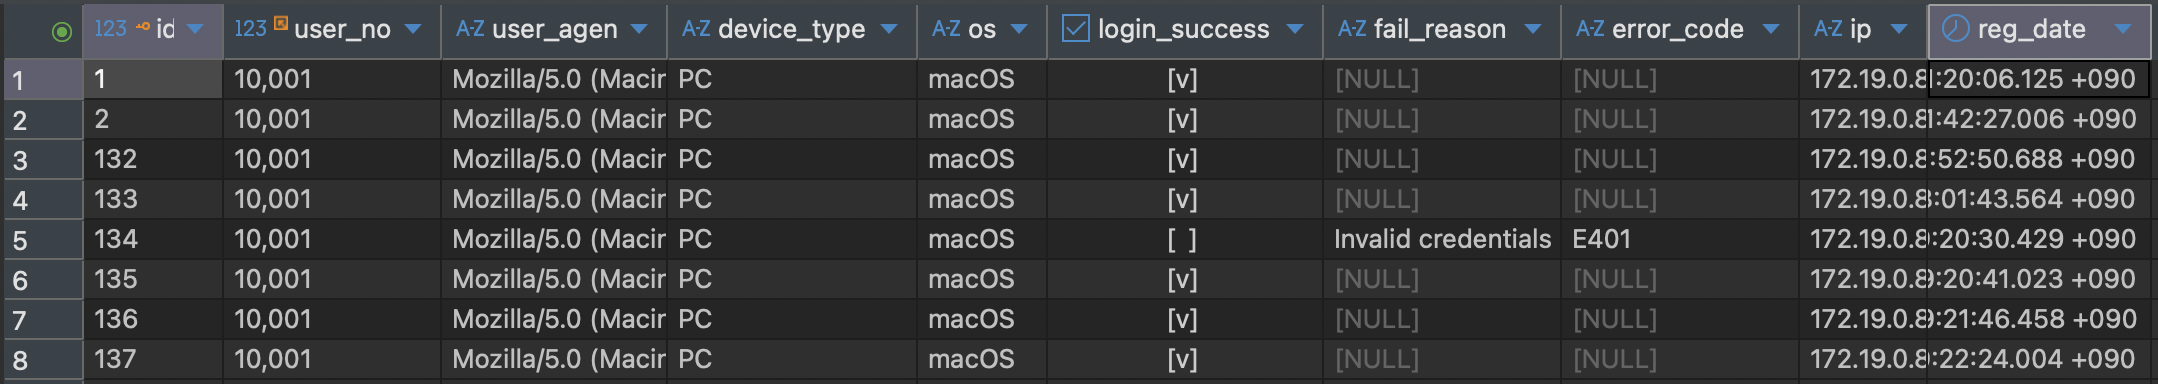 123 id 123 user_no A-Z user_agen A-Z device_type A-Z os login_success A-Z fail_reason A-Z error_code A-Z ip reg_date
1 1 10,001 Mozilla/5.0 (Macir PC macOS [v] [NULL] [NULL] 172.19.0.8 :20:06.125 +090
2 2 10,001 Mozilla/5.0 (Macir PC macOS [v] [NULL] [NULL] 172.19.0.8 :42:27.006 +090
3 132 10,001 Mozilla/5.0 (Macir PC macOS [v] [NULL] [NULL] 172.19.0.8 :52:50.688 +090
4 133 10,001 Mozilla/5.0 (Macir PC macOS [v] [NULL] [NULL] 172.19.0.8 :01:43.564 +090
5 134 10,001 Mozilla/5.0 (Macir PC macOS [ ] Invalid credentials E401 172.19.0.8 :20:30.429 +090
6 135 10,001 Mozilla/5.0 (Macir PC macOS [v] [NULL] [NULL] 172.19.0.8 :20:41.023 +090
7 136 10,001 Mozilla/5.0 (Macir PC macOS [v] [NULL] [NULL] 172.19.0.8 :21:46.458 +090
8 137 10,001 Mozilla/5.0 (Macir PC macOS [v] [NULL] [NULL] 172.19.0.8 :22:24.004 +090